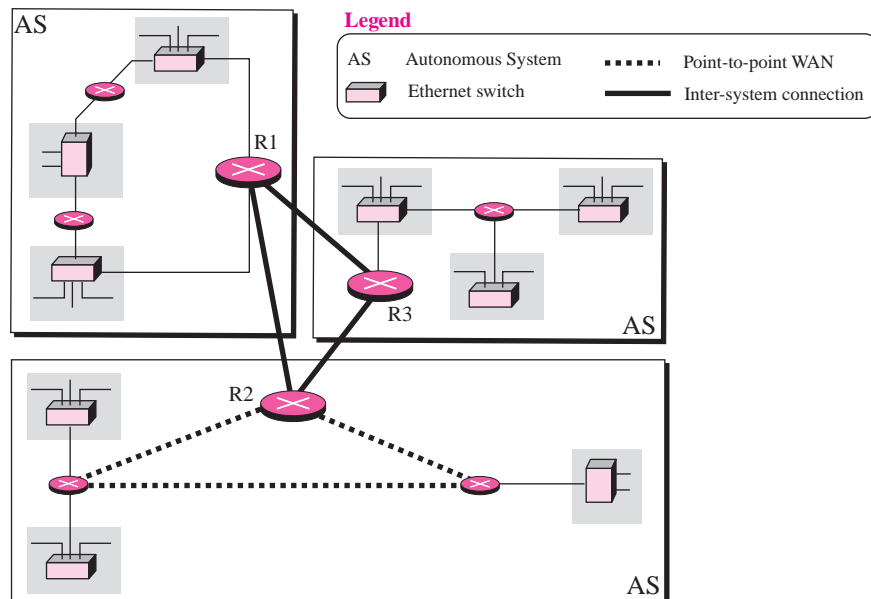 AS
Legend
AS Autonomous System Point-to-point WAN
Ethernet switch Inter-system connection
R1
R3
AS
R2
AS